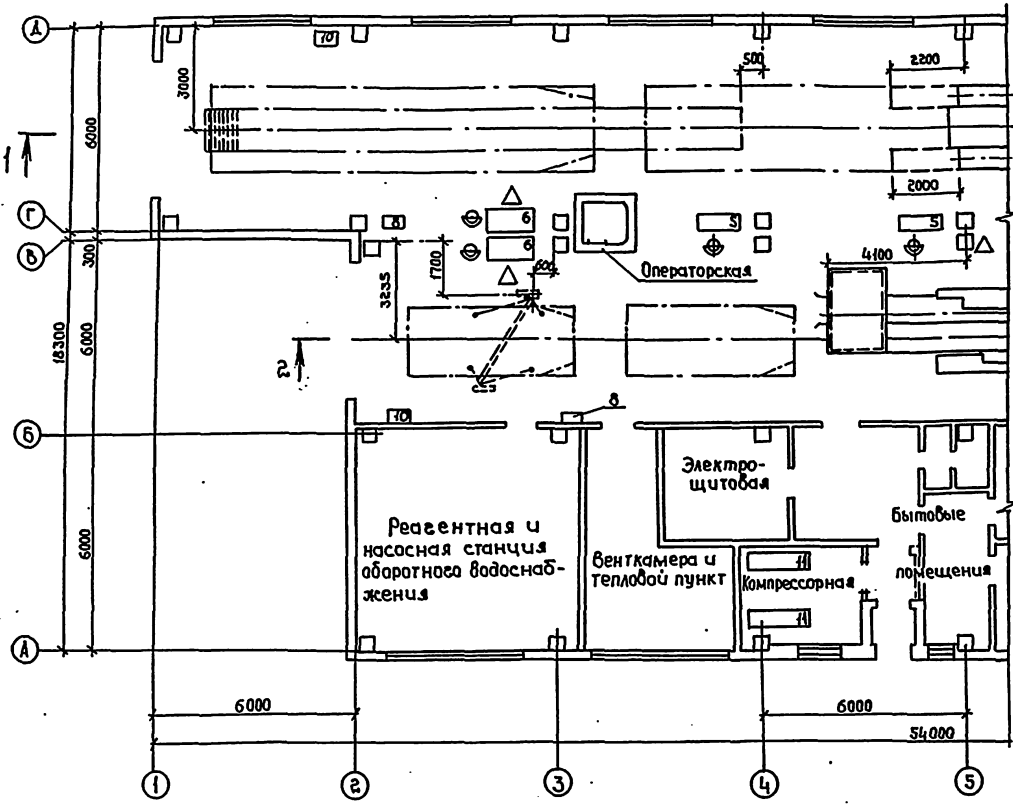 Д
10
500
2200
3000
6000
1
2000
Г
8
6
5
5
В
300
6
600
4100
1700
3235
Операторская
18300
6000
2
Б
10
8
Электро-
щитовая
Бытовые
помещения
Реагентная и
насосная станция
оборотного водоснаб-
жения
Венткамера и
тепловой пункт
11
Компрессорная
11
6000
А
6000
6000
54000
1
2
3
4
5